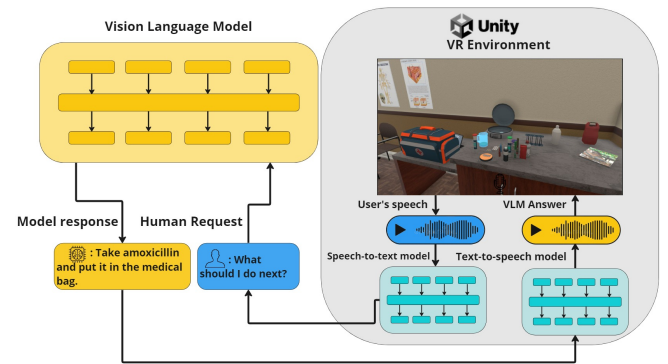 Vision Language Model
Unity
VR Environment
User's speech
VLM Answer
Model response
Human Request
Speech-to-text model
Text-to-speech model
: Take amoxicillin
and put it in the medical
bag.
: What
should I do next?